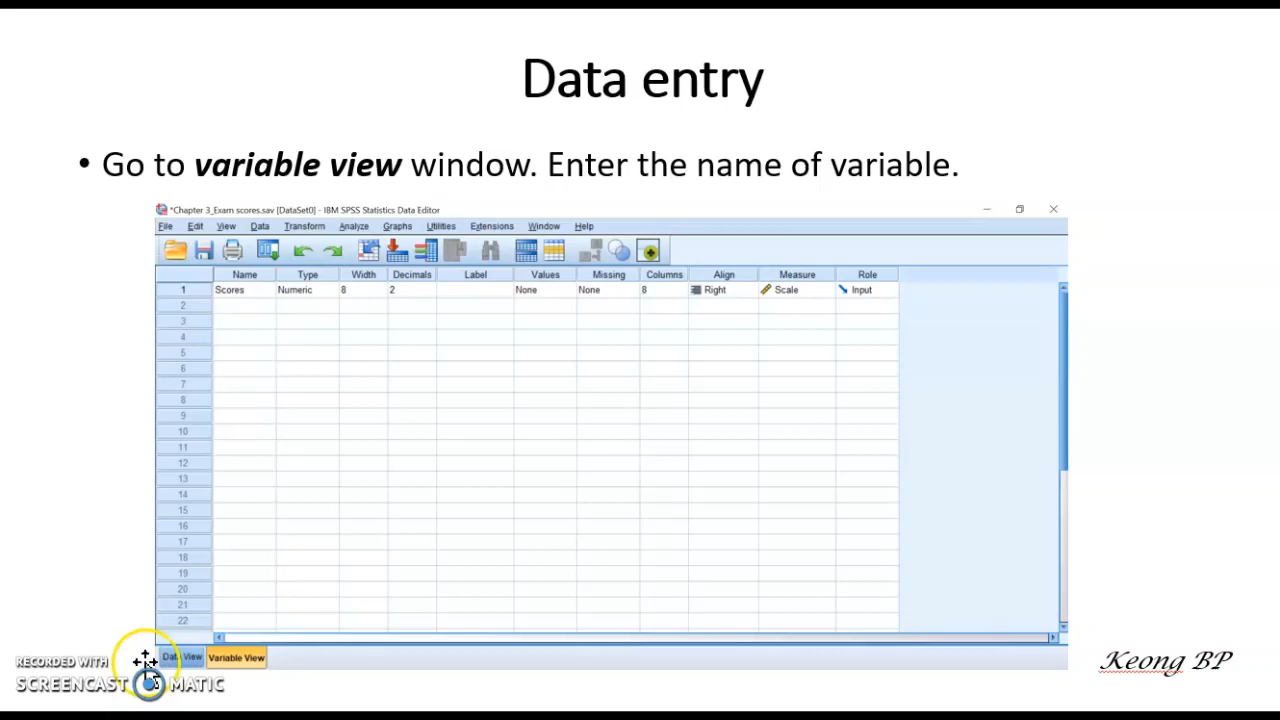 Data entry
• Go to variable view window. Enter the name of variable.
*Chapter 3_Exam scores.sav [DataSet0] - IBM SPSS Statistics Data Editor
File Edit View Data Transform Analyze Graphs Utilities Extensions Window Help
Name Type Width Decimals Label Values Missing Columns Align Measure Role
1 Scores Numeric 8 2 None None 8 Right Scale Input
2
3
4
5
6
7
8
9
10
11
12
13
14
15
16
17
18
19
20
21
22
Data View Variable View
RECORDED WITH
SCREENCAST MATIC
Keong BP